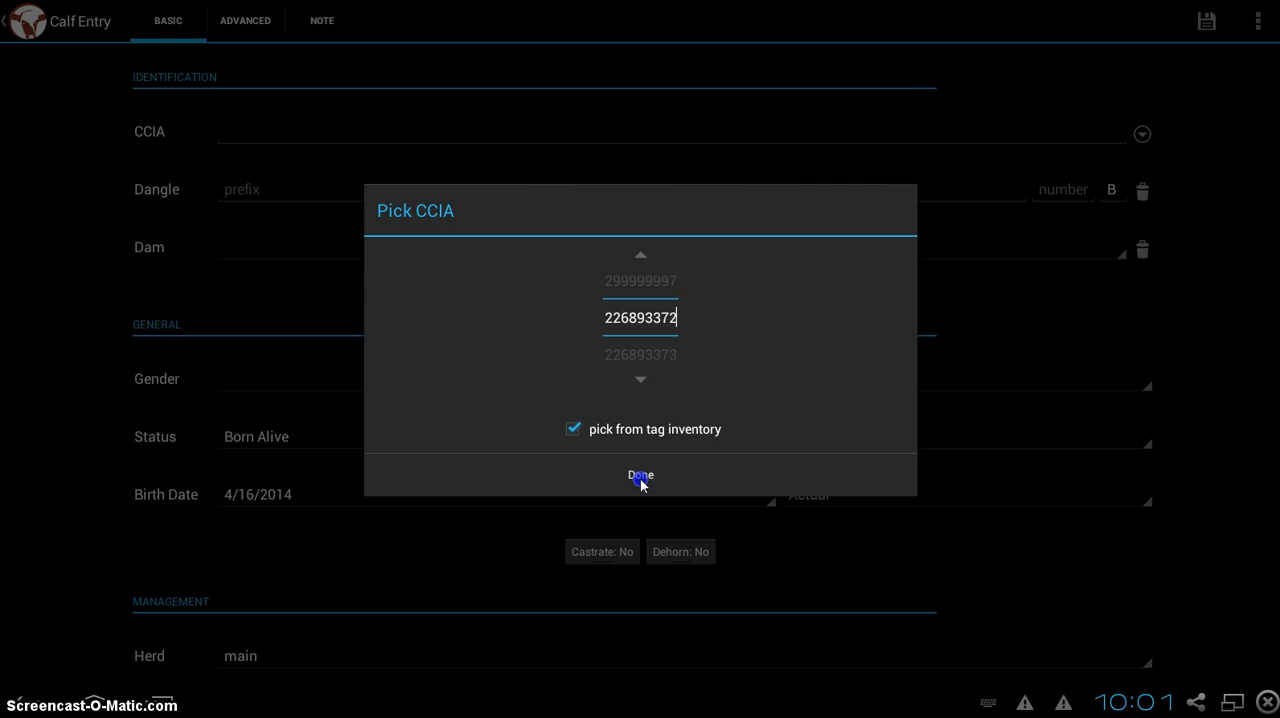 Calf Entry
BASIC
ADVANCED
NOTE
IDENTIFICATION
CCIA
Dangle
prefix
number
B
Dam
Pick CCIA
299999997
226893372
226893373
pick from tag inventory
Done
GENERAL
Gender
Status
Born Alive
Birth Date
4/16/2014
Actual
Castrate: No
Dehorn: No
MANAGEMENT
Herd
main
Screencast-O-Matic.com
10:01